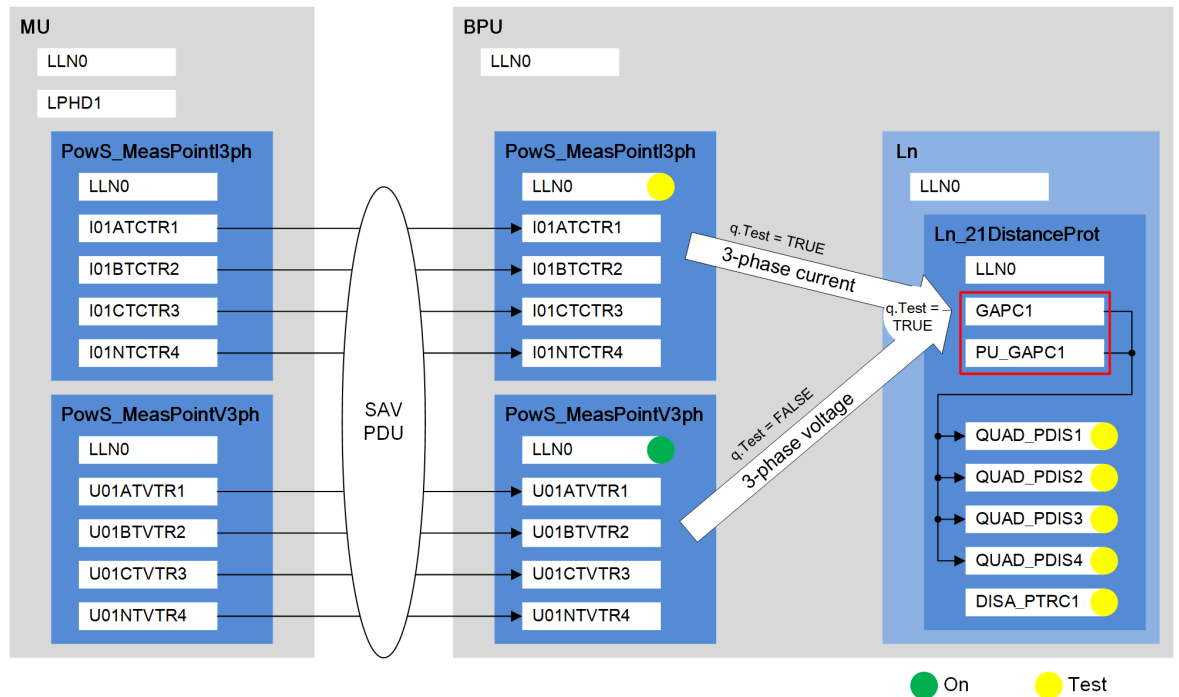 MU
LLN0
LPHD1
PowS_MeasPointI3ph
LLN0
I01ATCTR1
I01BTCTR2
I01CTCTR3
I01NTCTR4
PowS_MeasPointV3ph
LLN0
U01ATVTR1
U01BTVTR2
U01CTVTR3
U01NTVTR4
SAV
PDU
BPU
LLN0
PowS_MeasPointI3ph
LLN0
I01ATCTR1
I01BTCTR2
I01CTCTR3
I01NTCTR4
PowS_MeasPointV3ph
LLN0
U01ATVTR1
U01BTVTR2
U01CTVTR3
U01NTVTR4
q.Test = TRUE
3-phase current
q.Test =
TRUE
q.Test = FALSE
3-phase voltage
Ln
LLN0
Ln_21DistanceProt
LLN0
GAPC1
PU_GAPC1
QUAD_PDIS1
QUAD_PDIS2
QUAD_PDIS3
QUAD_PDIS4
DISA_PTRC1
On
Test